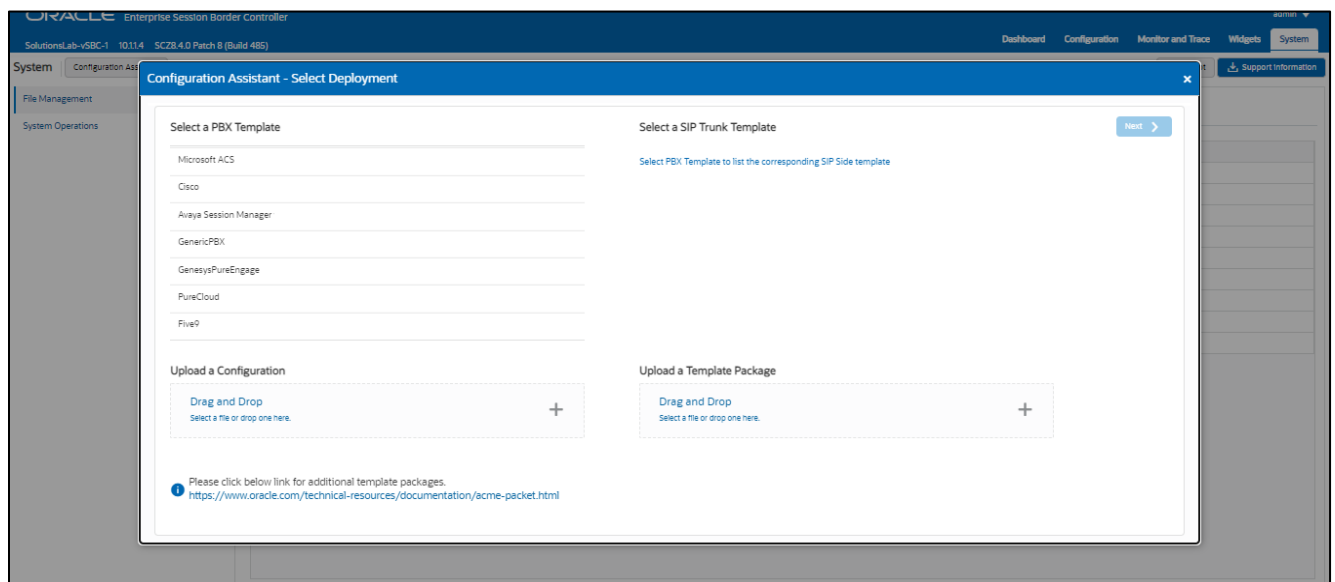 ORACLE Enterprise Session Border Controller
admin
SolutionsLab-vSBC-1 10.1.1.4 SCZ8.4.0 Patch 8 (Build 485)
Dashboard Configuration Monitor and Trace Widgets System
System Configuration Ass
Support Information
File Management
System Operations
Configuration Assistant - Select Deployment
Select a PBX Template
Select a SIP Trunk Template
Next
Microsoft ACS
Select PBX Template to list the corresponding SIP Side template
Cisco
Avaya Session Manager
GenericPBX
GenesysPureEngage
PureCloud
Five9
Upload a Configuration
Upload a Template Package
Drag and Drop
Select a file or drop one here.
Drag and Drop
Select a file or drop one here.
Please click below link for additional template packages.
https://www.oracle.com/technical-resources/documentation/acme-packet.html